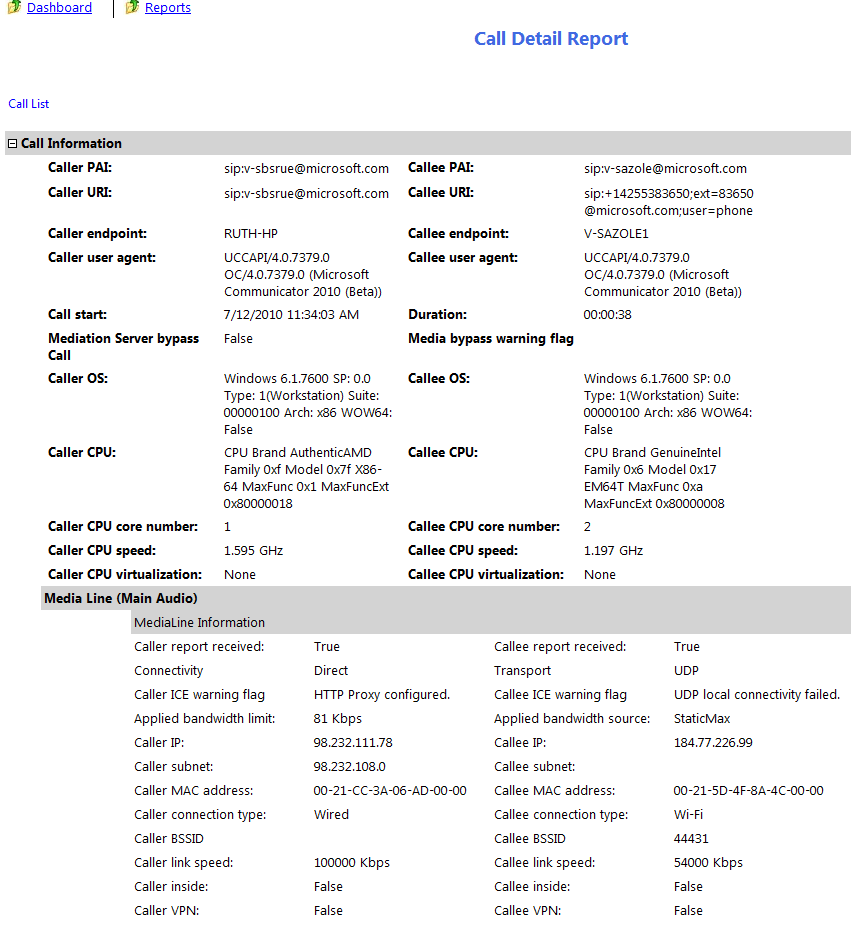 Dashboard Reports
Call Detail Report
Call List
Call Information
Caller PAI: sip:v-sbsrue@microsoft.com Callee PAI: sip:v-sazole@microsoft.com
Caller URI: sip:v-sbsrue@microsoft.com Callee URI: sip:+14255383650;ext=83650
@microsoft.com;user=phone
Caller endpoint: RUTH-HP Callee endpoint: V-SAZOLE1
Caller user agent: UCCAPI/4.0.7379.0 Callee user agent: UCCAPI/4.0.7379.0
OC/4.0.7379.0 (Microsoft OC/4.0.7379.0 (Microsoft
Communicator 2010 (Beta)) Communicator 2010 (Beta))
Call start: 7/12/2010 11:34:03 AM Duration: 00:00:38
Mediation Server bypass False Media bypass warning flag
Call
Caller OS: Windows 6.1.7600 SP: 0.0 Callee OS: Windows 6.1.7600 SP: 0.0
Type: 1(Workstation) Suite: Type: 1(Workstation) Suite:
00000100 Arch: x86 WOW64: 00000100 Arch: x86 WOW64:
False False
Caller CPU: CPU Brand AuthenticAMD Callee CPU: CPU Brand GenuineIntel
Family 0xf Model 0x7f X86- Family 0x6 Model 0x17
64 MaxFunc 0x1 MaxFuncExt EM64T MaxFunc 0xa
0x80000018 MaxFuncExt 0x80000008
Caller CPU core number: 1 Callee CPU core number: 2
Caller CPU speed: 1.595 GHz Callee CPU speed: 1.197 GHz
Caller CPU virtualization: None Callee CPU virtualization: None
Media Line (Main Audio)
MediaLine Information
Caller report received: True Callee report received: True
Connectivity Direct Transport UDP
Caller ICE warning flag HTTP Proxy configured. Callee ICE warning flag UDP local connectivity failed.
Applied bandwidth limit: 81 Kbps Applied bandwidth source: StaticMax
Caller IP: 98.232.111.78 Callee IP: 184.77.226.99
Caller subnet: 98.232.108.0 Callee subnet:
Caller MAC address: 00-21-CC-3A-06-AD-00-00 Callee MAC address: 00-21-5D-4F-8A-4C-00-00
Caller connection type: Wired Callee connection type: Wi-Fi
Caller BSSID Callee BSSID 44431
Caller link speed: 100000 Kbps Callee link speed: 54000 Kbps
Caller inside: False Callee inside: False
Caller VPN: False Callee VPN: False